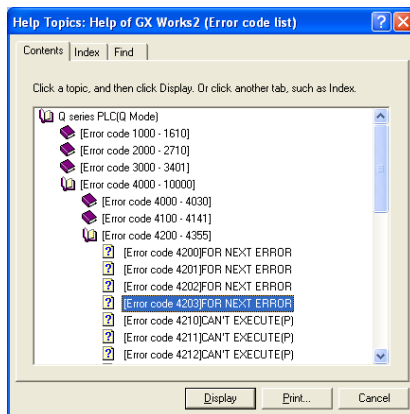 Help Topics: Help of GX Works2 (Error code list)
Contents Index Find
Click a topic, and then click Display. Or click another tab, such as Index.
Q series PLC(Q Mode)
[Error code 1000 - 1610]
[Error code 2000 - 2710]
[Error code 3000 - 3401]
[Error code 4000 - 10000]
[Error code 4000 - 4030]
[Error code 4100 - 4141]
[Error code 4200 - 4355]
[Error code 4200]FOR NEXT ERROR
[Error code 4201]FOR NEXT ERROR
[Error code 4202]FOR NEXT ERROR
[Error code 4203]FOR NEXT ERROR
[Error code 4210]CAN'T EXECUTE(P)
[Error code 4211]CAN'T EXECUTE(P)
[Error code 4212]CAN'T EXECUTE(P)
Display Print... Cancel